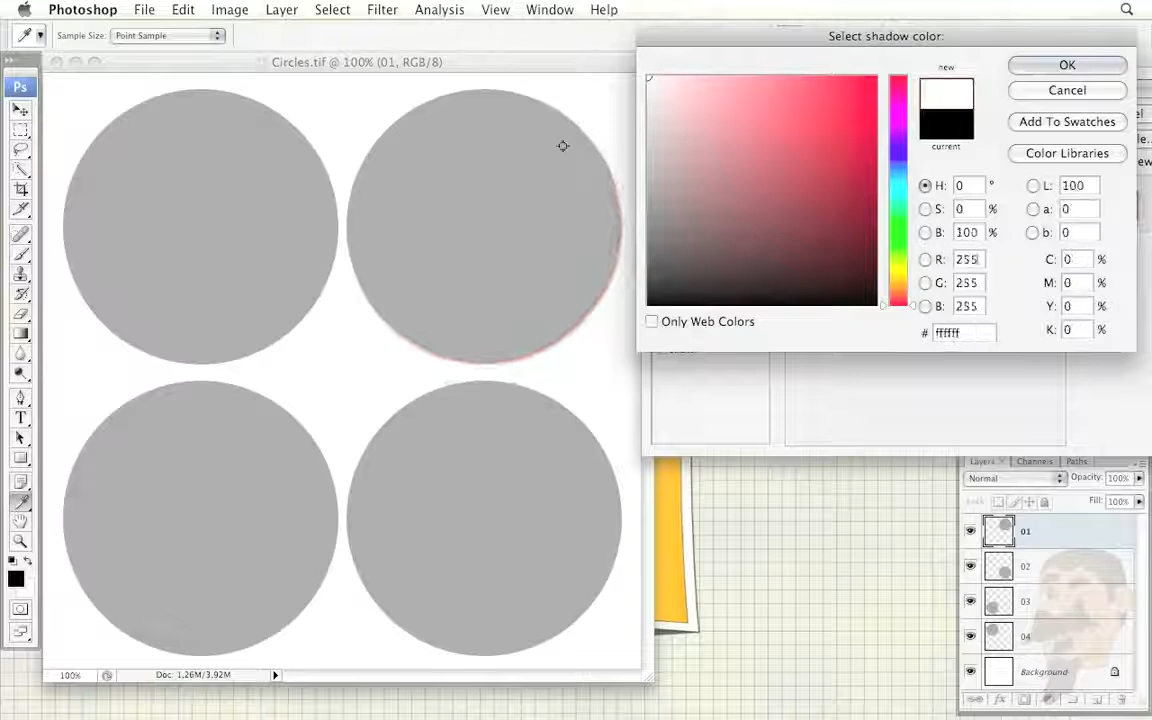 Photoshop File Edit Image Layer Select Filter Analysis View Window Help
Sample Size: Point Sample
Circles.tif @ 100% (01, RGB/8)
Select shadow color:
Ps
new
current
OK
Cancel
Add To Swatches
Color Libraries
H: 0 °
S: 0 %
B: 100 %
R: 255
G: 255
B: 255
# ffffff
L: 100
a: 0
b: 0
C: 0 %
M: 0 %
Y: 0 %
K: 0 %
Only Web Colors
T
Layers Channels Paths
Normal Opacity: 100%
Lock: Fill: 100%
01
02
03
04
Background
100% Doc: 1,26M/3,92M